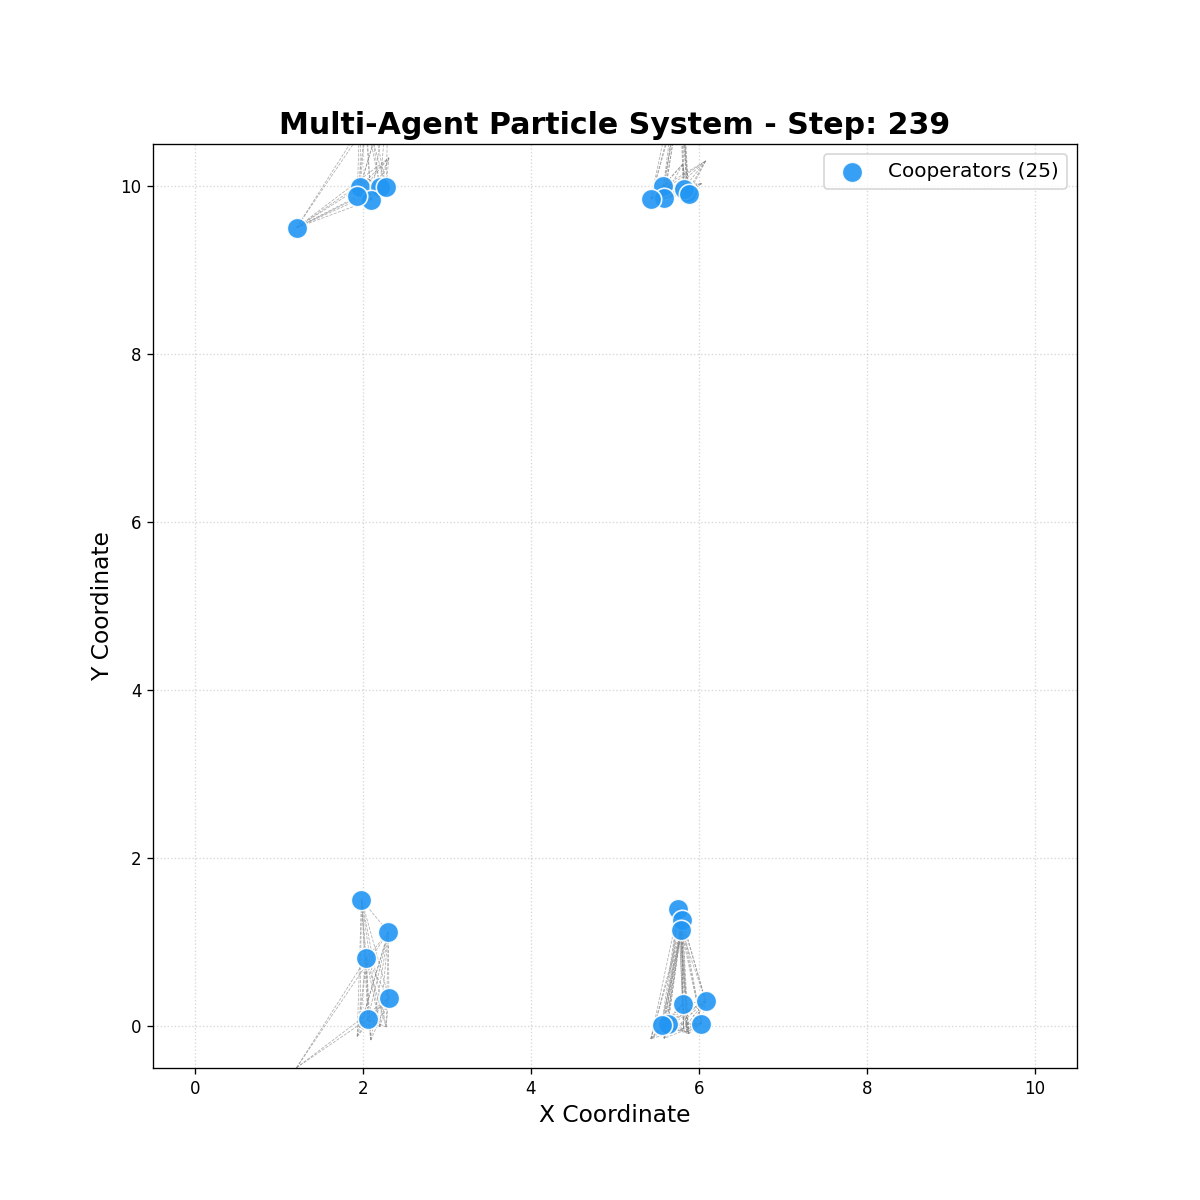 Multi-Agent Particle System - Step: 239
Cooperators (25)
Y Coordinate
10
8
6
4
2
0
0 2 4 6 8 10
X Coordinate